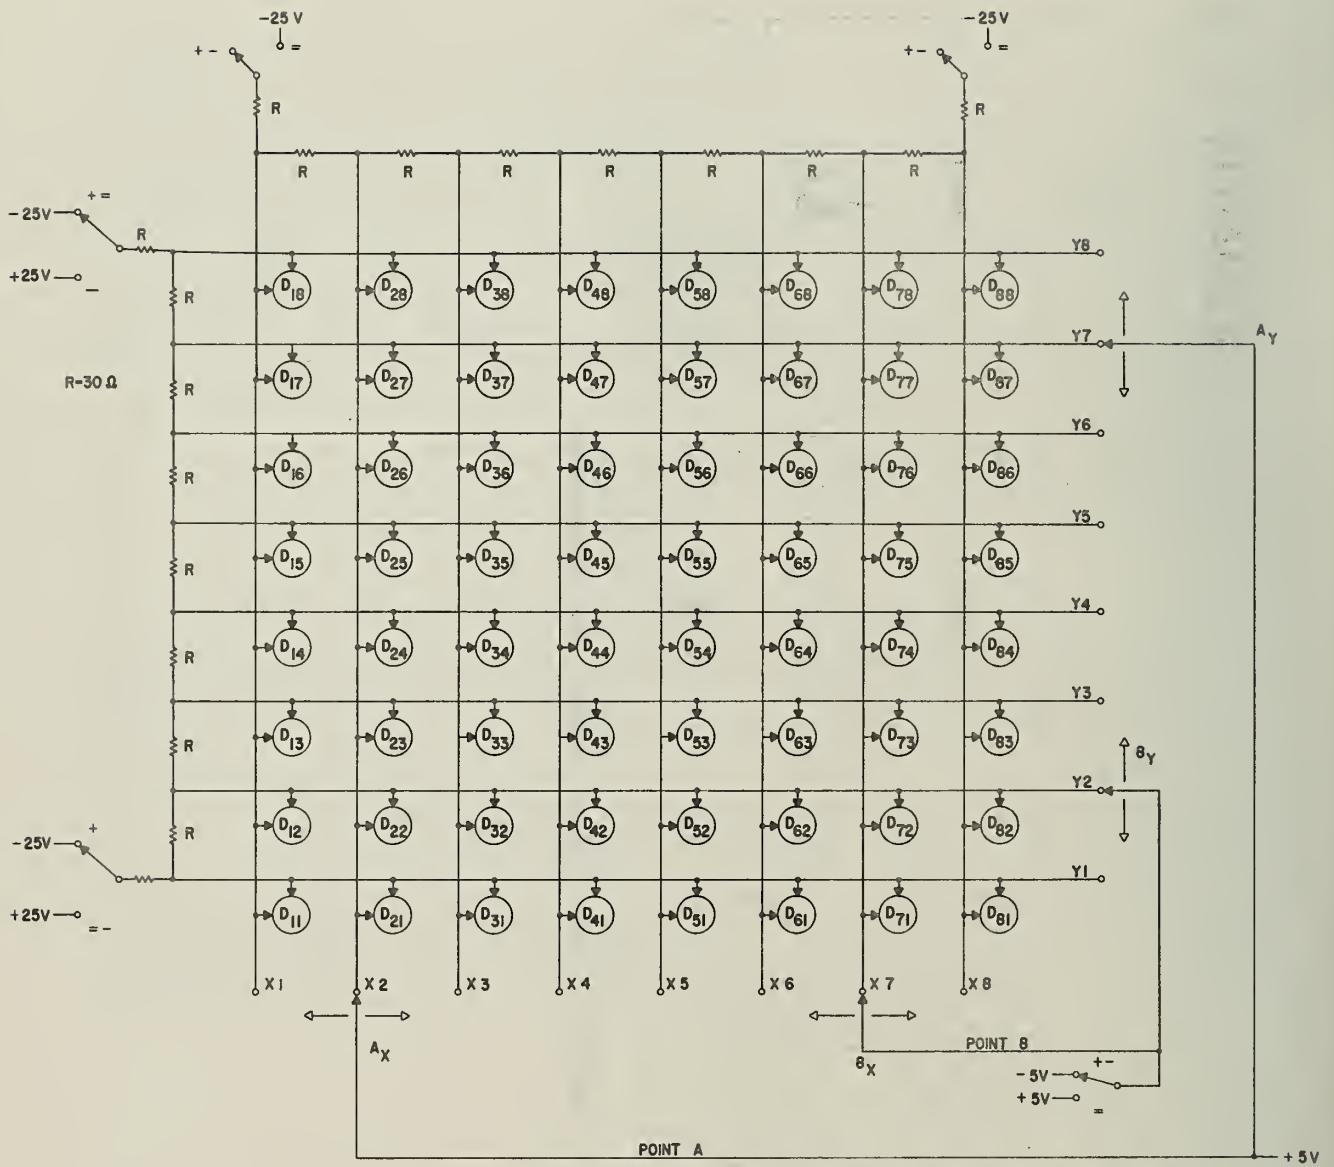 -25V -25V
+ - = + - =
R R
R R R R R R R
+ =
-25V
R Y8
+25V
–
D18 D28 D38 D48 D58 D68 D78 D88
R
Y7 AY
R=30 Ω
D17 D27 D37 D47 D57 D67 D77 D87
R
Y6
D16 D26 D36 D46 D56 D66 D76 D86
R
Y5
D15 D25 D35 D45 D55 D65 D75 D85
R
Y4
D14 D24 D34 D44 D54 D64 D74 D84
R
Y3
D13 D23 D33 D43 D53 D63 D73 D83
R
BY
Y2
D12 D22 D32 D42 D52 D62 D72 D82
R
+
-25V
Y1
+25V
= -
D11 D21 D31 D41 D51 D61 D71 D81
X1 X2 X3 X4 X5 X6 X7 X8
AX BX
POINT B
+ -
- 5V
+ 5V
=
POINT A
+ 5V